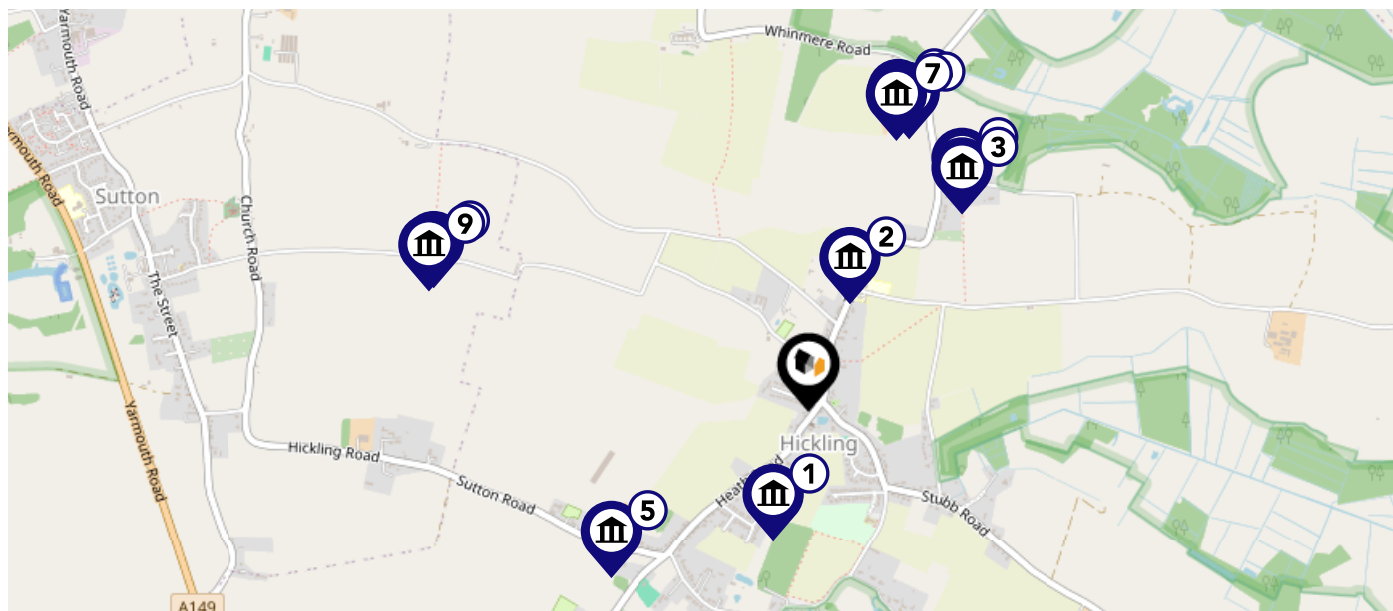 Yarmouth Road
Whinmere Road
7
3
Yarmouth Road
Sutton
Church Road
9
2
The Street
Yarmouth Road
Hickling
Hickling Road
1
Sutton Road
5
Stubb Road
A149